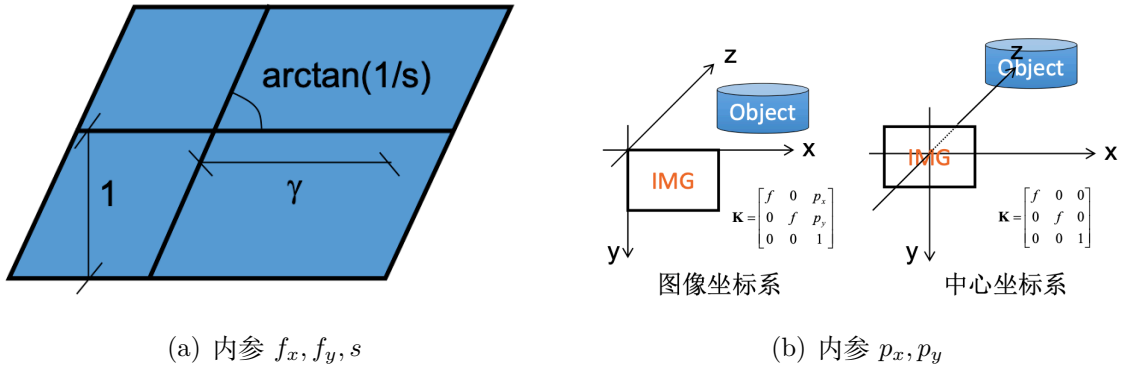 arctan(1/s)
1
γ
(a) 内参 f_x, f_y, s
z
Object
x
IMG
y
K = [f 0 p_x; 0 f p_y; 0 0 1]
图像坐标系
z
Object
x
IMG
y
K = [f 0 0; 0 f 0; 0 0 1]
中心坐标系
(b) 内参 p_x, p_y